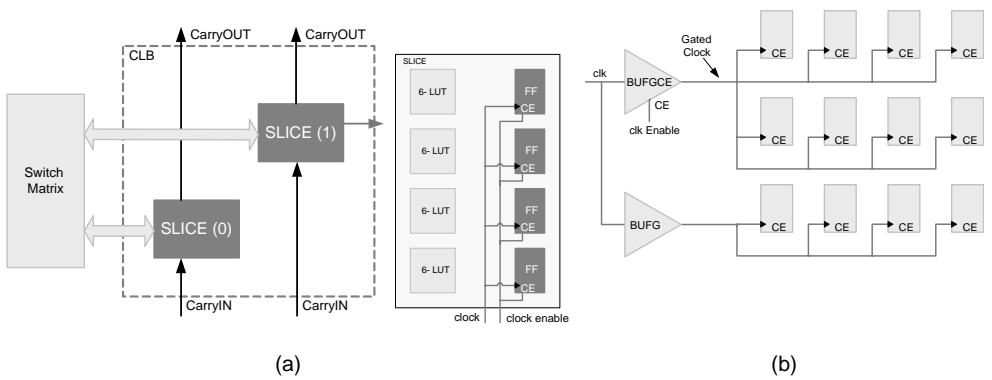 CarryOUT
CarryOUT
CLB
SLICE (1)
Switch
Matrix
SLICE (0)
CarryIN
CarryIN
SLICE
6- LUT
FF
CE
6- LUT
FF
CE
6- LUT
FF
CE
6- LUT
FF
CE
clock
clock enable
(a)
Gated
Clock
clk
BUFGCE
CE
clk Enable
CE
CE
CE
CE
CE
CE
CE
CE
BUFG
CE
CE
CE
CE
(b)